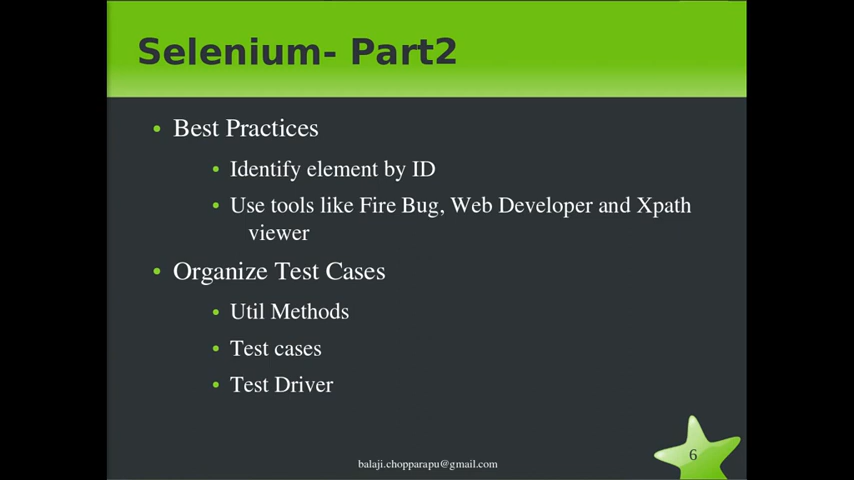 Selenium- Part2
• Best Practices
• Identify element by ID
• Use tools like Fire Bug, Web Developer and Xpath
viewer
• Organize Test Cases
• Util Methods
• Test cases
• Test Driver
balaji.chopparapu@gmail.com
6